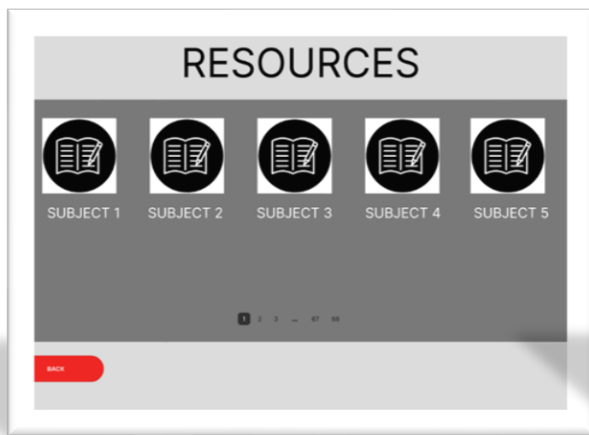 RESOURCES
SUBJECT 1 SUBJECT 2 SUBJECT 3 SUBJECT 4 SUBJECT 5
1 2 3 ... 67 68
BACK